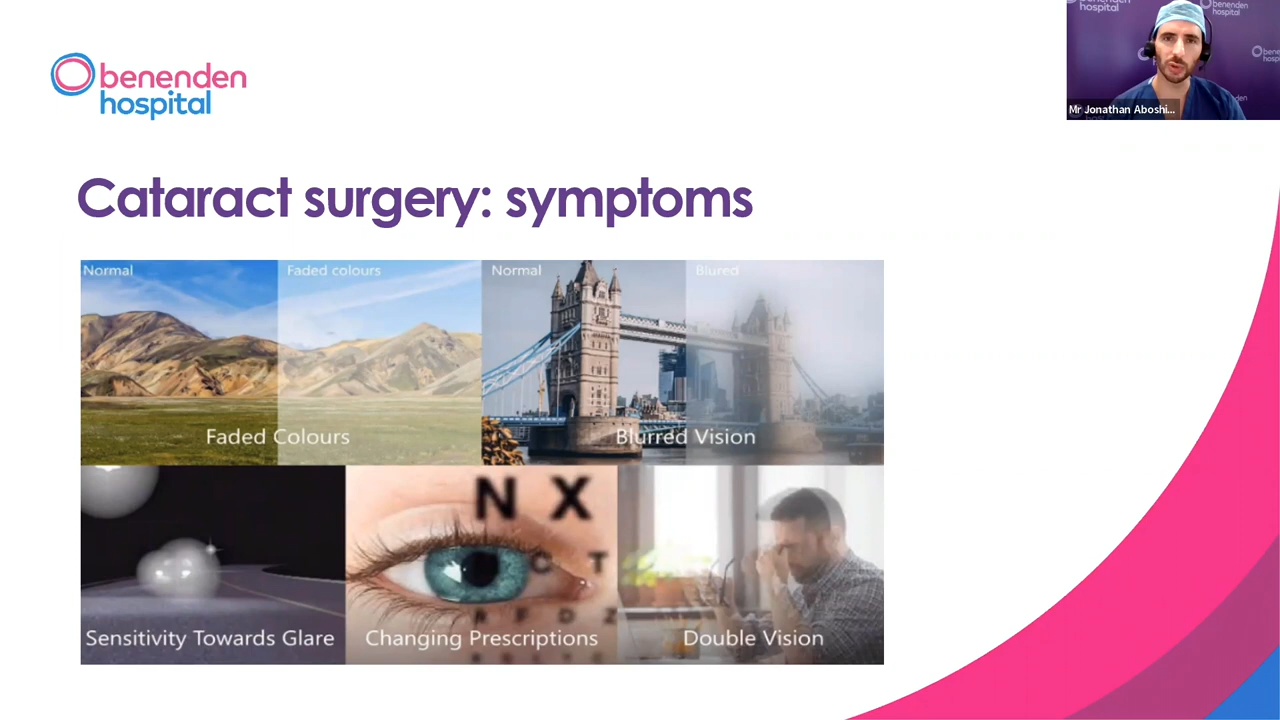 benenden
hospital
Mr Jonathan Aboshi...
Cataract surgery: symptoms
Normal
Faded colours
Normal
Blured
Faded Colours
Blurred Vision
N X
C T
Sensitivity Towards Glare
Changing Prescriptions
Double Vision